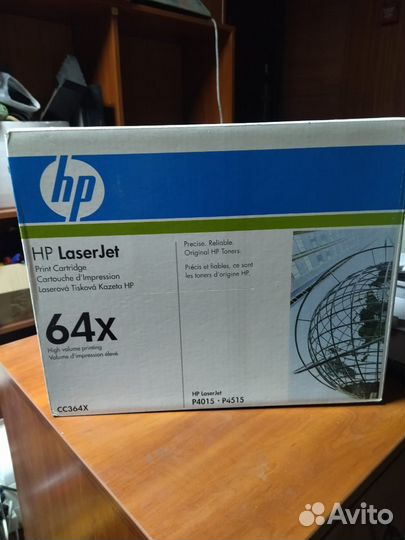 hp
HP LaserJet
Print Cartridge
Cartouche d'Impression
Laserová Tisková Kazeta HP
64x
High volume printing
Volume d'impression élevé
CC364X
Precise. Reliable.
Original HP Toners.
Précis et fiables, ce sont
les toners d'origine HP.
HP LaserJet
P4015 • P4515
Avito